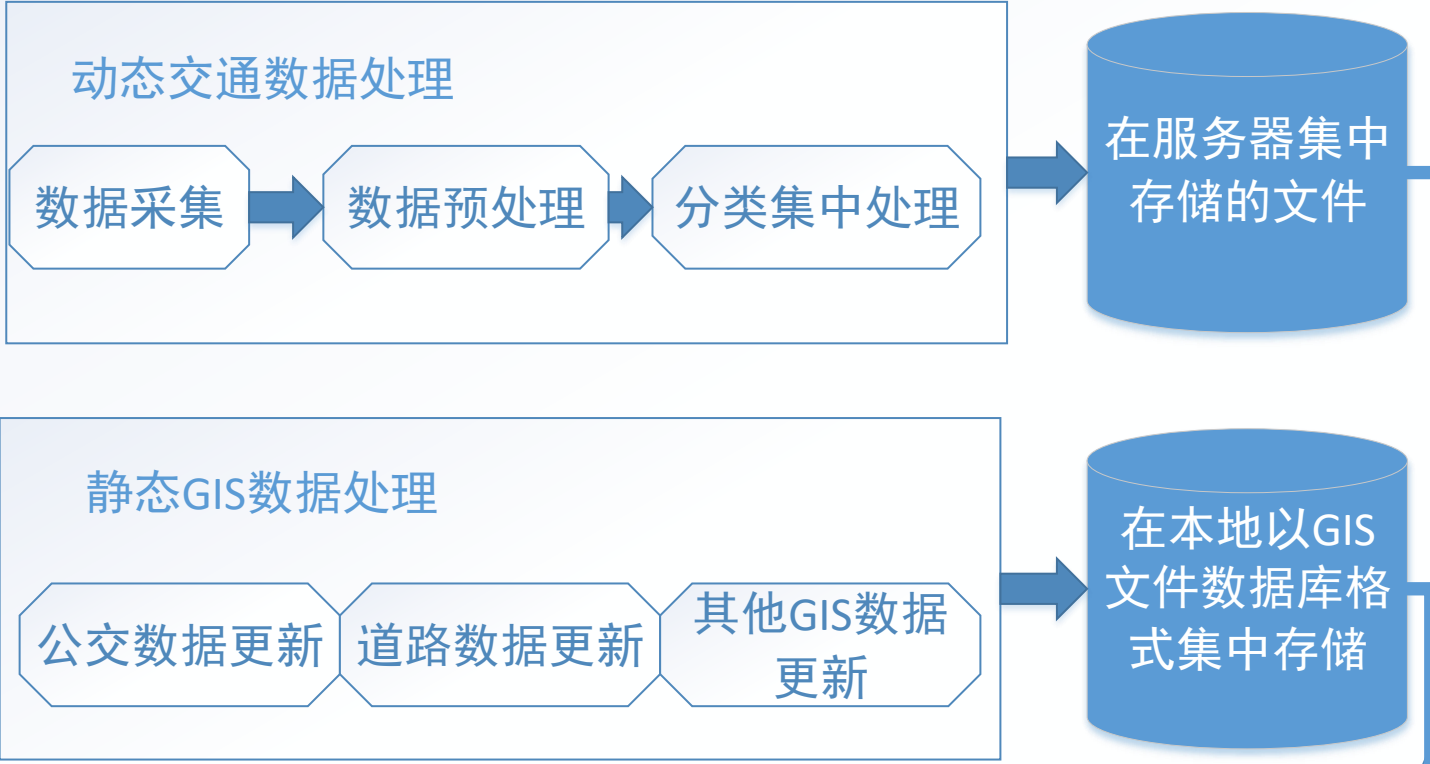 动态交通数据处理
数据采集
数据预处理
分类集中处理
在服务器集中
存储的文件
静态GIS数据处理
公交数据更新
道路数据更新
其他GIS数据
更新
在本地以GIS
文件数据库格
式集中存储